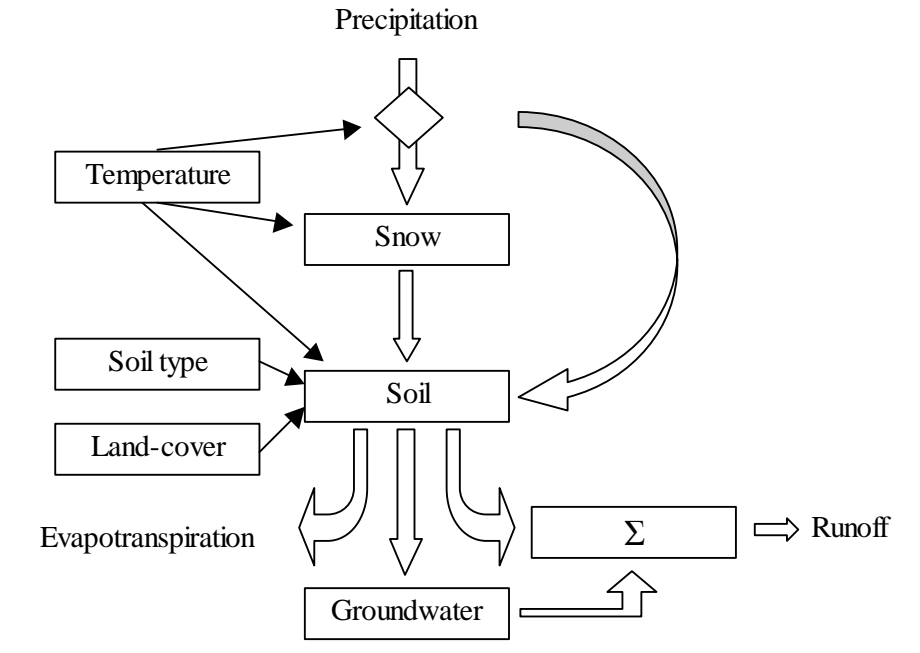 Precipitation
Temperature
Snow
Soil type
Soil
Land-cover
Evapotranspiration
Σ
Runoff
Groundwater